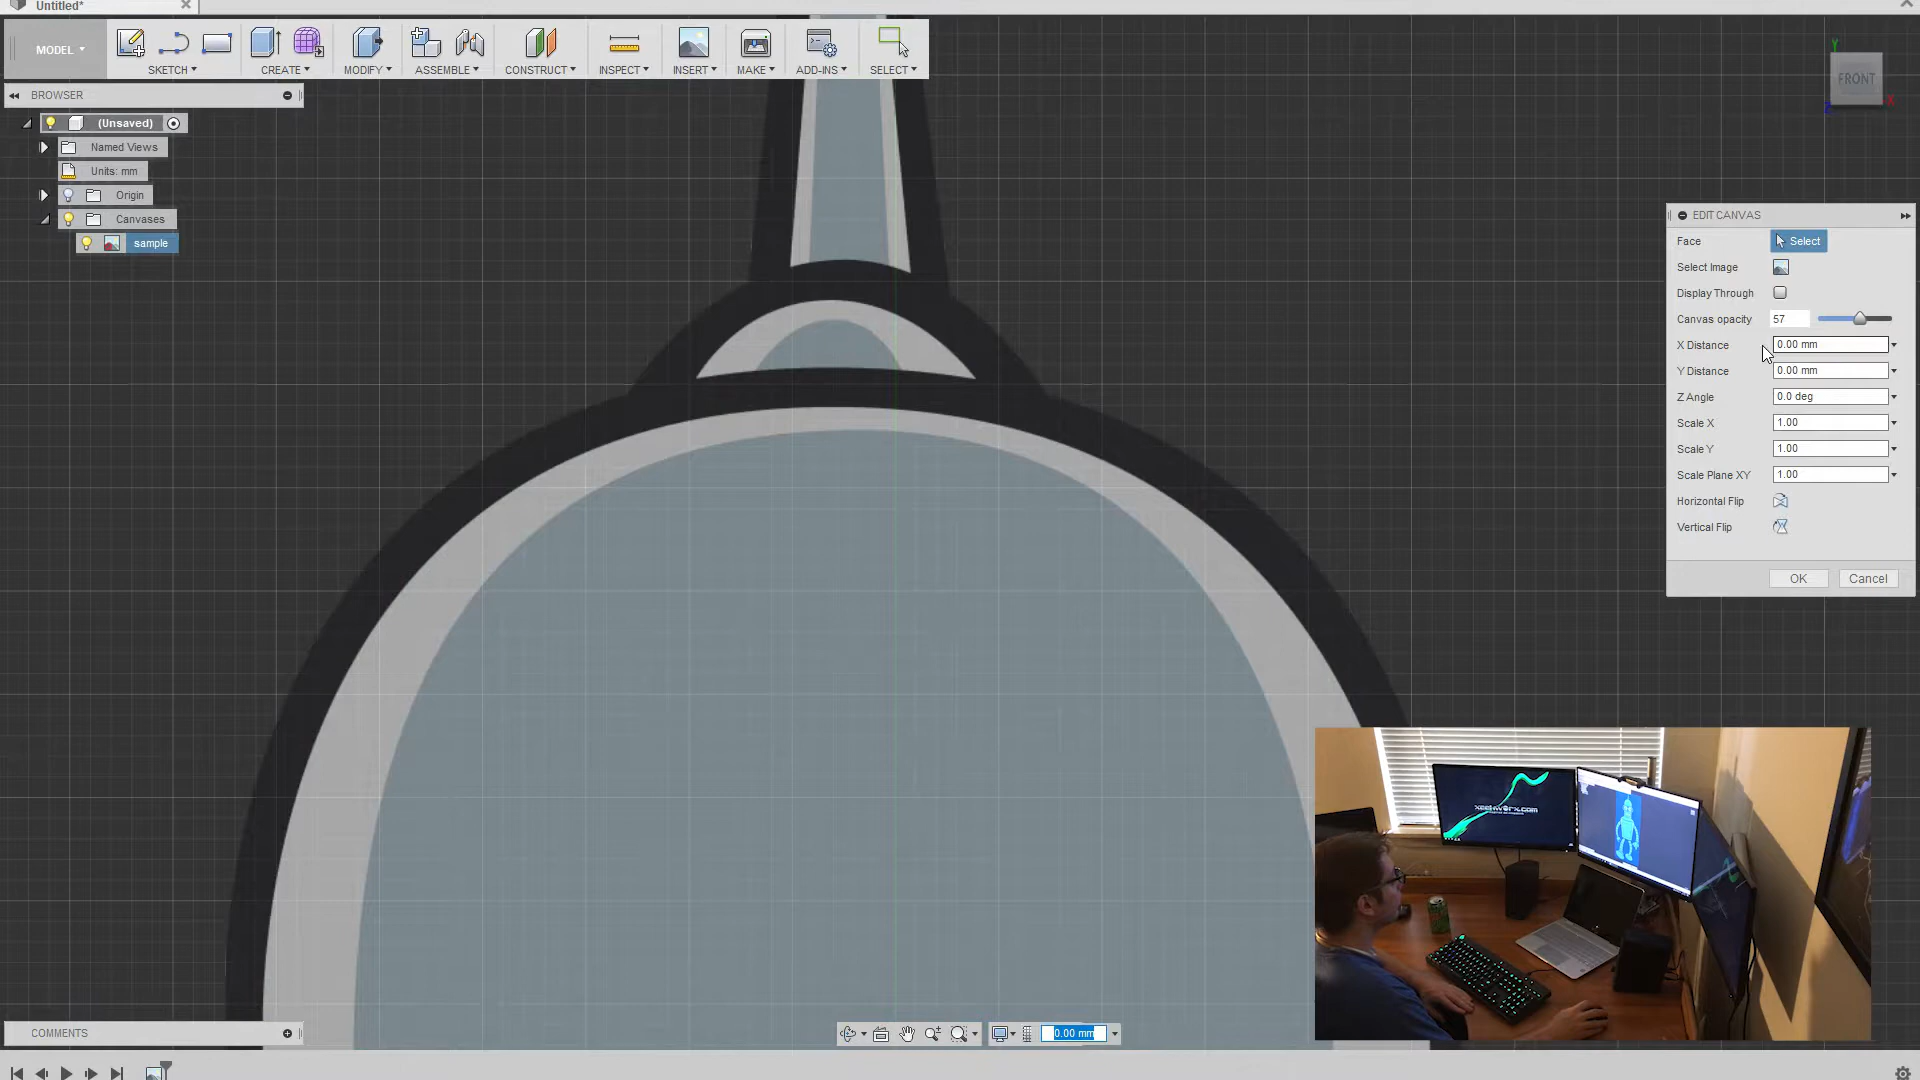 Untitled*
MODEL
SKETCH
CREATE
MODIFY
ASSEMBLE
CONSTRUCT
INSPECT
INSERT
MAKE
ADD-INS
SELECT
Y
FRONT
X
Z
BROWSER
(Unsaved)
Named Views
Units: mm
Origin
Canvases
sample
EDIT CANVAS
Face Select
Select Image
Display Through
Canvas opacity 57
X Distance 0.00 mm
Y Distance 0.00 mm
Z Angle 0.0 deg
Scale X 1.00
Scale Y 1.00
Scale Plane XY 1.00
Horizontal Flip
Vertical Flip
OK Cancel
COMMENTS
0.00 mm